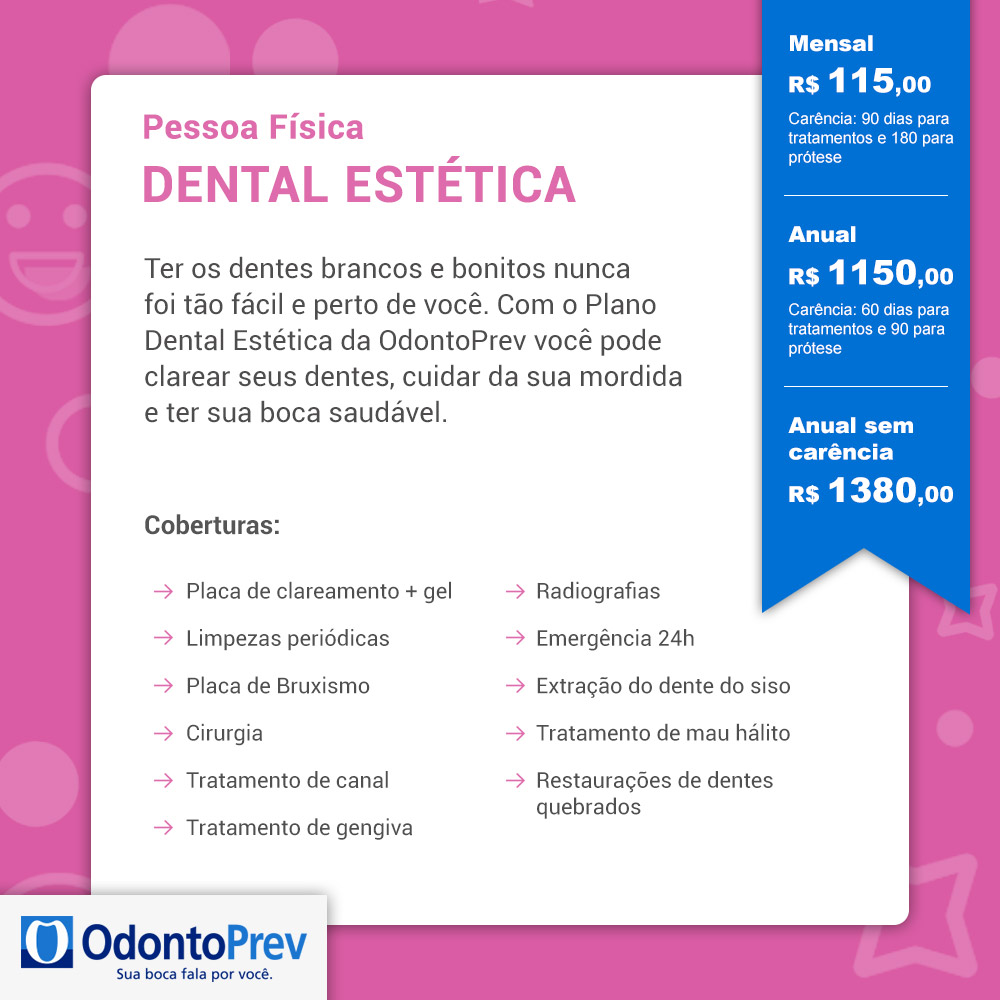 Pessoa Física
DENTAL ESTÉTICA
Ter os dentes brancos e bonitos nunca
foi tão fácil e perto de você. Com o Plano
Dental Estética da OdontoPrev você pode
clarear seus dentes, cuidar da sua mordida
e ter sua boca saudável.
Mensal
R$ 115,00
Carência: 90 dias para
tratamentos e 180 para
prótese
Anual
R$ 1150,00
Carência: 60 dias para
tratamentos e 90 para
prótese
Anual sem
carência
R$ 1380,00
Coberturas:
Placa de clareamento + gel
Limpezas periódicas
Placa de Bruxismo
Cirurgia
Tratamento de canal
Tratamento de gengiva
Radiografias
Emergência 24h
Extração do dente do siso
Tratamento de mau hálito
Restaurações de dentes
quebrados
OdontoPrev
Sua boca fala por você.